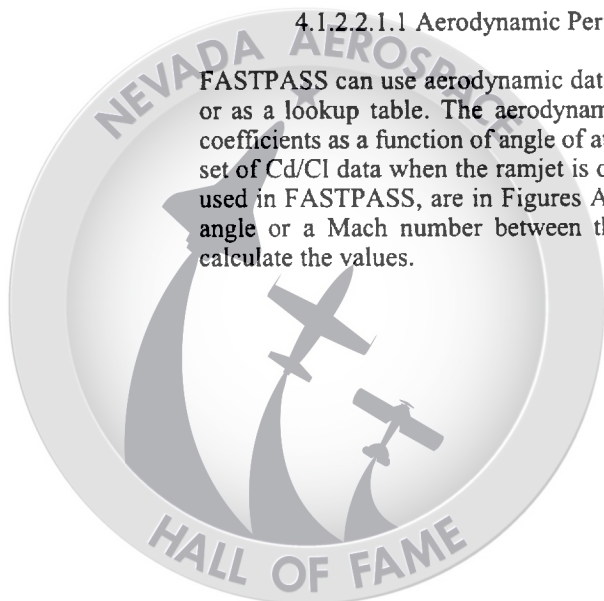 4.1.2.2.1.1 Aerodynamic Per
FASTPASS can use aerodynamic dat
or as a lookup table. The aerodynam
coefficients as a function of angle of a
set of Cd/Cl data when the ramjet is o
used in FASTPASS, are in Figures A
angle or a Mach number between th
calculate the values.
NEVADA AEROSPACE
HALL OF FAME